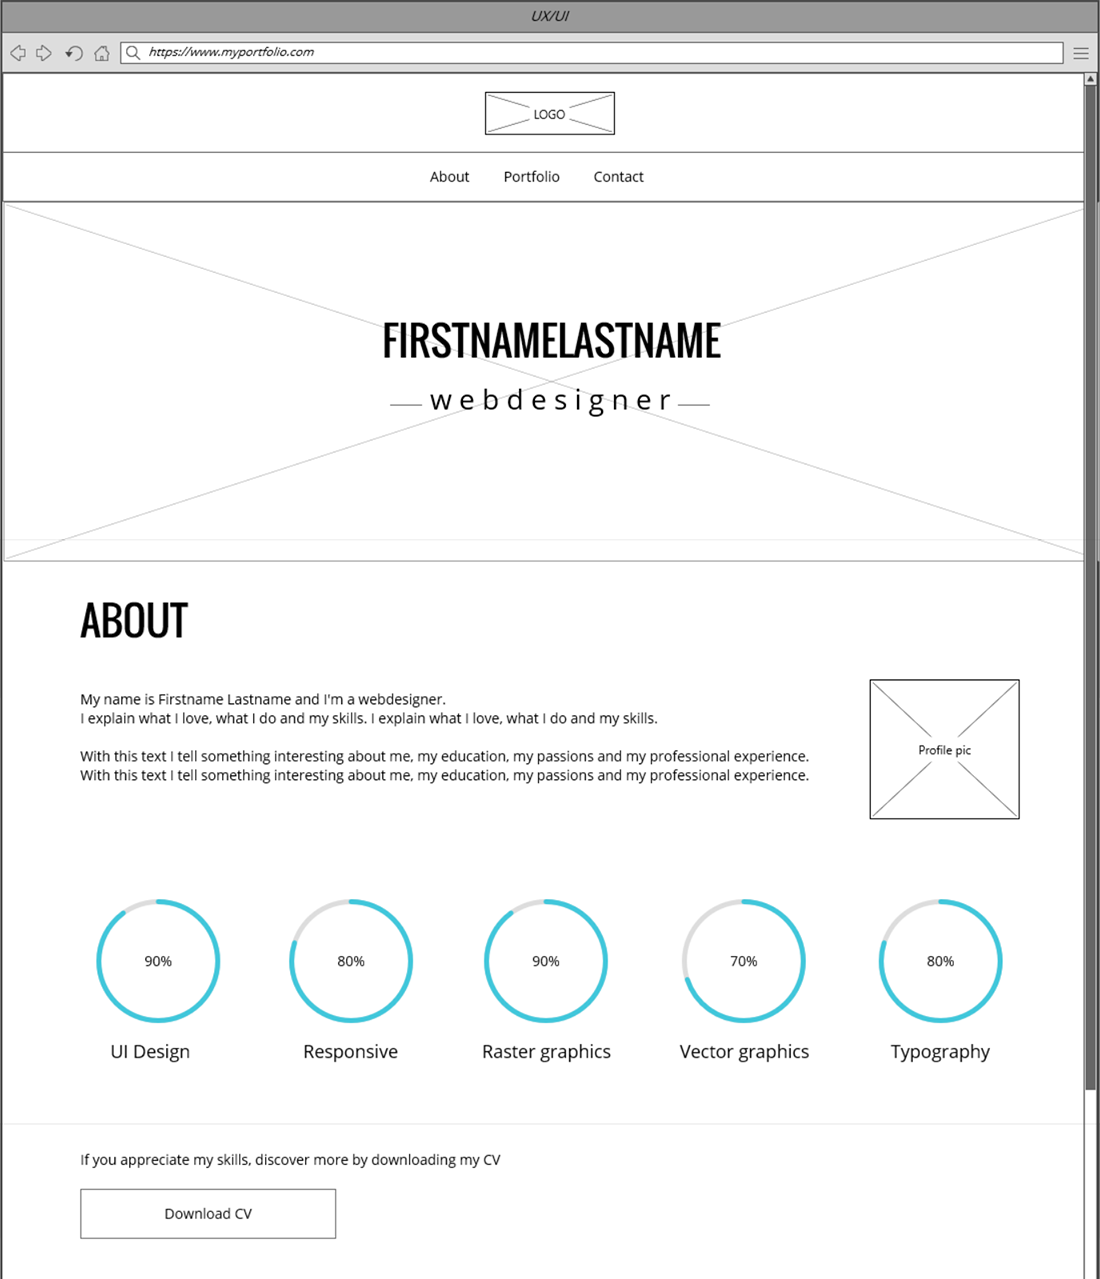 UX/UI
https://www.myportfolio.com
LOGO
About Portfolio Contact
FIRSTNAMELASTNAME
webdesigner
ABOUT
My name is Firstname Lastname and I'm a webdesigner.
I explain what I love, what I do and my skills. I explain what I love, what I do and my skills.
With this text I tell something interesting about me, my education, my passions and my professional experience.
With this text I tell something interesting about me, my education, my passions and my professional experience.
Profile pic
90% 80% 90% 70% 80%
UI Design Responsive Raster graphics Vector graphics Typography
If you appreciate my skills, discover more by downloading my CV
Download CV